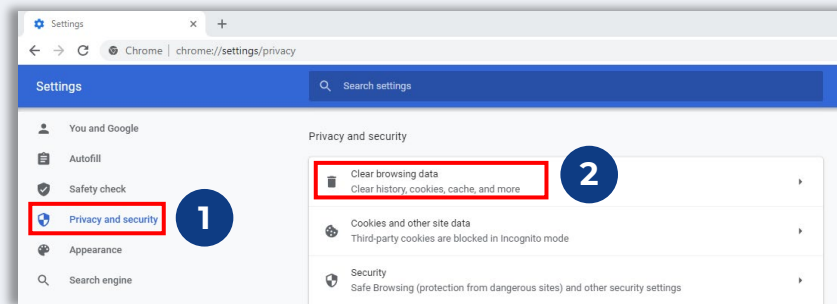 Settings
Chrome | chrome://settings/privacy
Settings
Search settings
You and Google
Autofill
Safety check
Privacy and security
Appearance
Search engine
1
Privacy and security
Clear browsing data
Clear history, cookies, cache, and more
2
Cookies and other site data
Third-party cookies are blocked in Incognito mode
Security
Safe Browsing (protection from dangerous sites) and other security settings